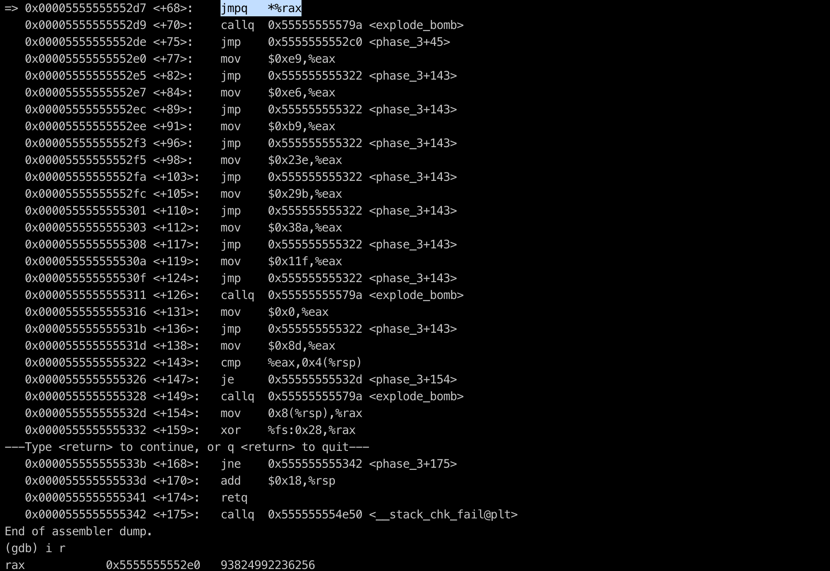 => 0x00005555555552d7 <+68>: jmpq *%rax
0x00005555555552d9 <+70>: callq 0x55555555579a <explode_bomb>
0x00005555555552de <+75>: jmp 0x5555555552c0 <phase_3+45>
0x00005555555552e0 <+77>: mov $0xe9,%eax
0x00005555555552e5 <+82>: jmp 0x555555555322 <phase_3+143>
0x00005555555552e7 <+84>: mov $0xe6,%eax
0x00005555555552ec <+89>: jmp 0x555555555322 <phase_3+143>
0x00005555555552ee <+91>: mov $0xb9,%eax
0x00005555555552f3 <+96>: jmp 0x555555555322 <phase_3+143>
0x00005555555552f5 <+98>: mov $0x23e,%eax
0x00005555555552fa <+103>: jmp 0x555555555322 <phase_3+143>
0x00005555555552fc <+105>: mov $0x29b,%eax
0x0000555555555301 <+110>: jmp 0x555555555322 <phase_3+143>
0x0000555555555303 <+112>: mov $0x38a,%eax
0x0000555555555308 <+117>: jmp 0x555555555322 <phase_3+143>
0x000055555555530a <+119>: mov $0x11f,%eax
0x000055555555530f <+124>: jmp 0x555555555322 <phase_3+143>
0x0000555555555311 <+126>: callq 0x55555555579a <explode_bomb>
0x0000555555555316 <+131>: mov $0x0,%eax
0x000055555555531b <+136>: jmp 0x555555555322 <phase_3+143>
0x000055555555531d <+138>: mov $0x8d,%eax
0x0000555555555322 <+143>: cmp %eax,0x4(%rsp)
0x0000555555555326 <+147>: je 0x55555555532d <phase_3+154>
0x0000555555555328 <+149>: callq 0x55555555579a <explode_bomb>
0x000055555555532d <+154>: mov 0x8(%rsp),%rax
0x0000555555555332 <+159>: xor %fs:0x28,%rax
---Type <return> to continue, or q <return> to quit---
0x000055555555533b <+168>: jne 0x555555555342 <phase_3+175>
0x000055555555533d <+170>: add $0x18,%rsp
0x0000555555555341 <+174>: retq
0x0000555555555342 <+175>: callq 0x555555554e50 <__stack_chk_fail@plt>
End of assembler dump.
(gdb) i r
rax 0x5555555552e0 93824992236256